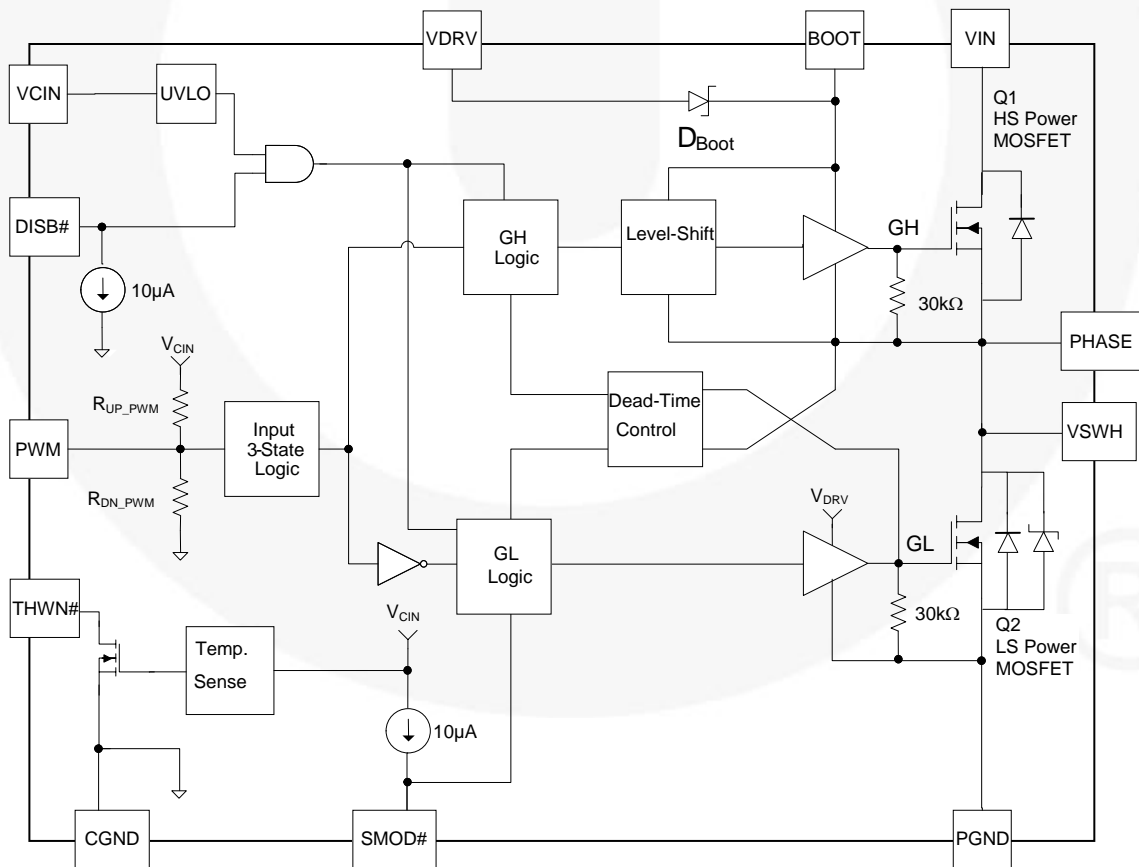 VDRV
BOOT
VIN
VCIN
UVLO
Q1
HS Power
MOSFET
DBoot
DISB#
GH
Logic
Level-Shift
GH
10µA
30kΩ
PHASE
VCIN
RUP_PWM
Dead-Time
Control
PWM
Input
3-State
Logic
VSWH
RDN_PWM
VDRV
GL
Logic
GL
THWN#
VCIN
30kΩ
Q2
LS Power
MOSFET
Temp.
Sense
10µA
CGND
SMOD#
PGND
®